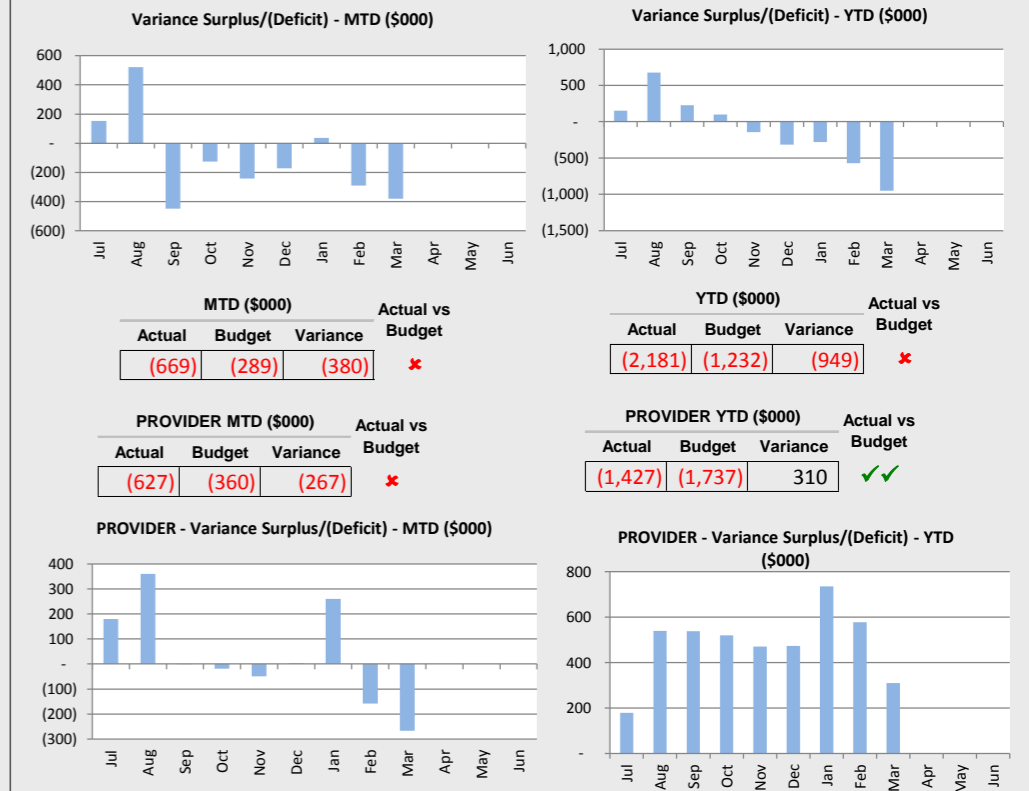 Variance Surplus/(Deficit) - MTD ($000)
600
400
200
-
(200)
(400)
(600)
Jul
Aug
Sep
Oct
Nov
Dec
Jan
Feb
Mar
Apr
May
Jun
Variance Surplus/(Deficit) - YTD ($000)
1,000
500
-
(500)
(1,000)
(1,500)
Jul
Aug
Sep
Oct
Nov
Dec
Jan
Feb
Mar
Apr
May
Jun
MTD ($000)
Actual vs
Budget
Actual Budget Variance
(669) (289) (380) ✘
YTD ($000)
Actual vs
Budget
Actual Budget Variance
(2,181) (1,232) (949) ✘
PROVIDER MTD ($000)
Actual vs
Budget
Actual Budget Variance
(627) (360) (267) ✘
PROVIDER YTD ($000)
Actual vs
Budget
Actual Budget Variance
(1,427) (1,737) 310 ✓✓
PROVIDER - Variance Surplus/(Deficit) - MTD ($000)
400
300
200
100
-
(100)
(200)
(300)
Jul
Aug
Sep
Oct
Nov
Dec
Jan
Feb
Mar
Apr
May
Jun
PROVIDER - Variance Surplus/(Deficit) - YTD
($000)
800
600
400
200
-
Jul
Aug
Sep
Oct
Nov
Dec
Jan
Feb
Mar
Apr
May
Jun